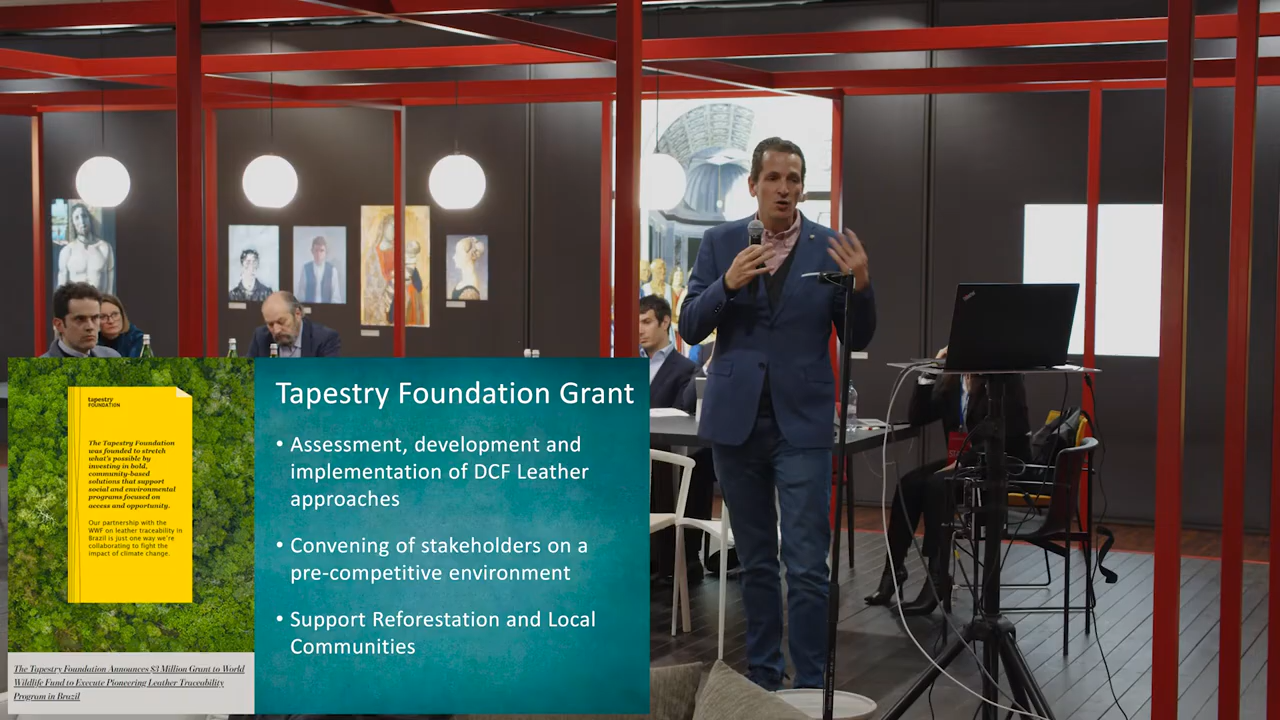 tapestry
FOUNDATION
The Tapestry Foundation
was founded to stretch
what's possible by
investing in bold,
community-based
solutions that support
social and environmental
programs focused on
access and opportunity.
Our partnership with the
WWF on leather traceability in
Brazil is just one way we're
collaborating to fight the
impact of climate change.
The Tapestry Foundation Announces $3 Million Grant to World
Wildlife Fund to Execute Pioneering Leather Traceability
Program in Brazil
Tapestry Foundation Grant
• Assessment, development and
implementation of DCF Leather
approaches
• Convening of stakeholders on a
pre-competitive environment
• Support Reforestation and Local
Communities